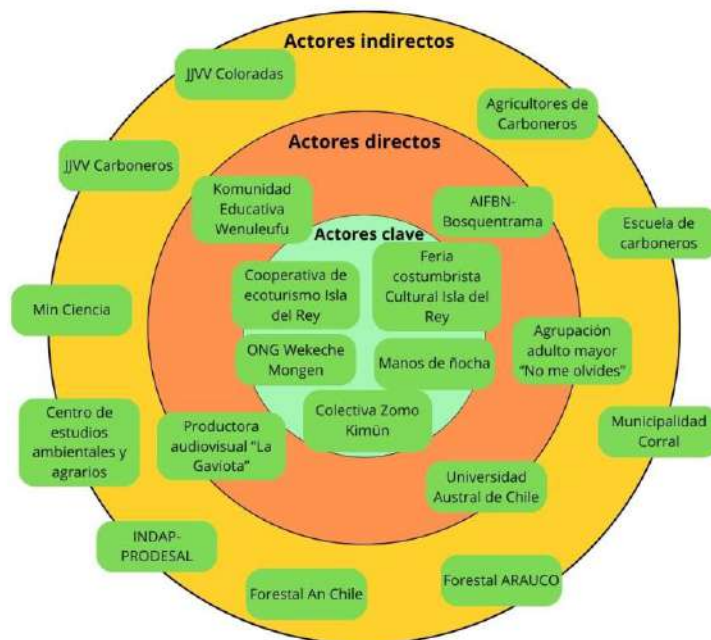 Actores indirectos
JJVV Coloradas
Agricultores de
Carboneros
Actores directos
JJVV Carboneros
Komunidad
Educativa
Wenuleufu
AIFBN-
Bosquentrama
Escuela de
carboneros
Actores clave
Feria
costumbrista
Cultural Isla del
Rey
Cooperativa de
ecoturismo Isla
del Rey
Min Ciencia
Agrupación
adulto mayor
“No me olvides”
ONG Wekeche
Mongen
Manos de ñocha
Colectiva Zomo
Kimün
Centro de
estudios
ambientales y
agrarios
Productora
audiovisual “La
Gaviota”
Municipalidad
Corral
Universidad
Austral de Chile
INDAP-
PRODESAL
Forestal An Chile
Forestal ARAUCO